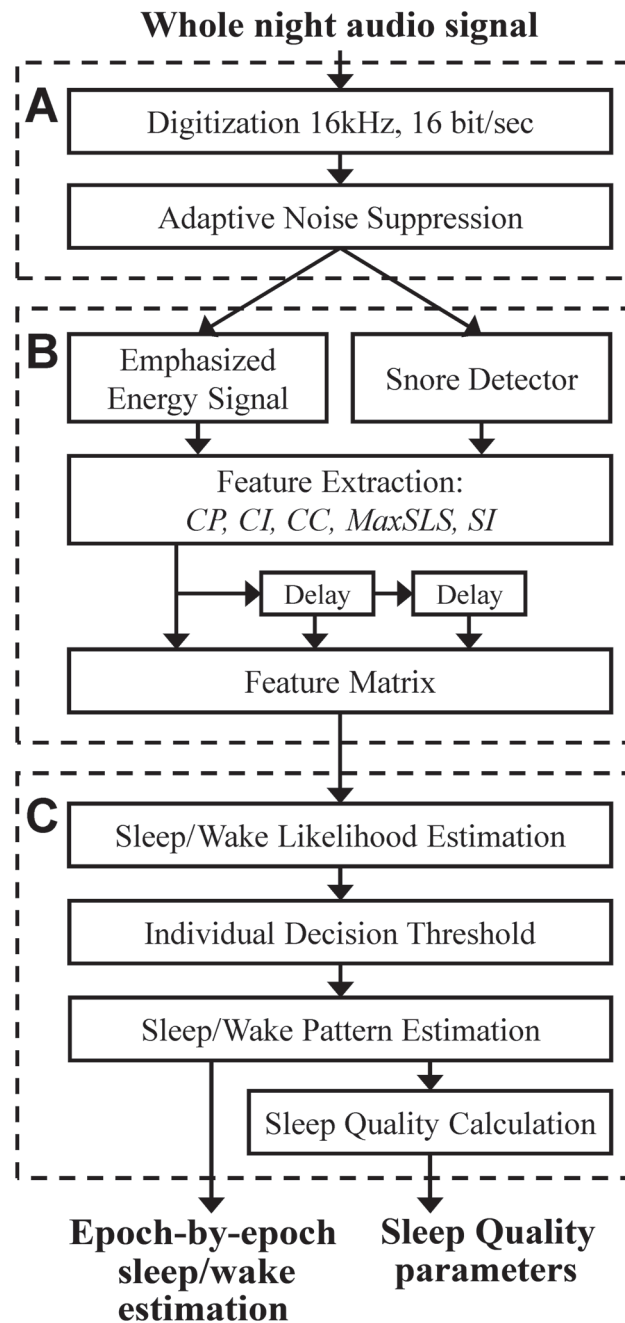 Whole night audio signal
A
Digitization 16kHz, 16 bit/sec
Adaptive Noise Suppression
B
Emphasized
Energy Signal
Snore Detector
Feature Extraction:
CP, CI, CC, MaxSLS, SI
Delay
Delay
Feature Matrix
C
Sleep/Wake Likelihood Estimation
Individual Decision Threshold
Sleep/Wake Pattern Estimation
Sleep Quality Calculation
Epoch-by-epoch
sleep/wake
estimation
Sleep Quality
parameters